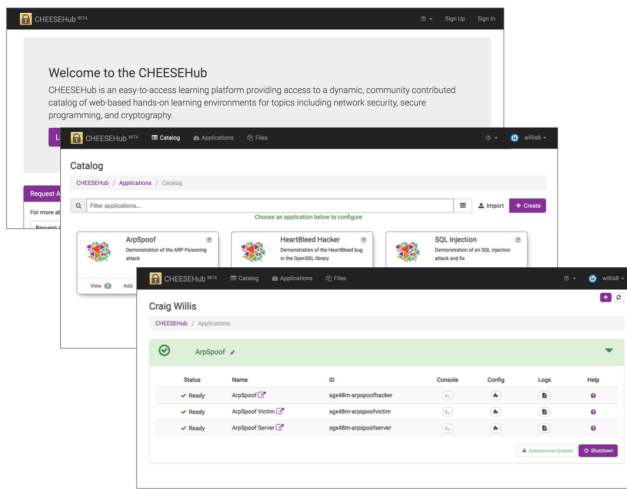 CHEESEHub BETA
Sign Up Sign In
Welcome to the CHEESEHub
CHEESEHub is an easy-to-access learning platform providing access to a dynamic, community contributed
catalog of web-based hands-on learning environments for topics including network security, secure
programming, and cryptography.
L
Request A
For more ab
CHEESEHub BETA Catalog Applications Files willis8
Catalog
CHEESEHub / Applications / Catalog
Filter applications... Import + Create
Choose an application below to configure
ArpSpoof
Demonstration of the ARP Poisoning
attack
View Add
HeartBleed Hacker
Demonstration of the HeartBleed bug
in the OpenSSL library
SQL Injection
Demonstration of an SQL injection
attack and fix
CHEESEHub BETA Catalog Applications Files willis8
Craig Willis
CHEESEHub / Applications
ArpSpoof
Status Name ID Console Config Logs Help
Ready ArpSpoof sgx48m-arpspoofhacker
Ready ArpSpoof Victim sgx48m-arpspoofvictim
Ready ArpSpoof Server sgx48m-arpspoofserver
Authentication Enabled Shutdown